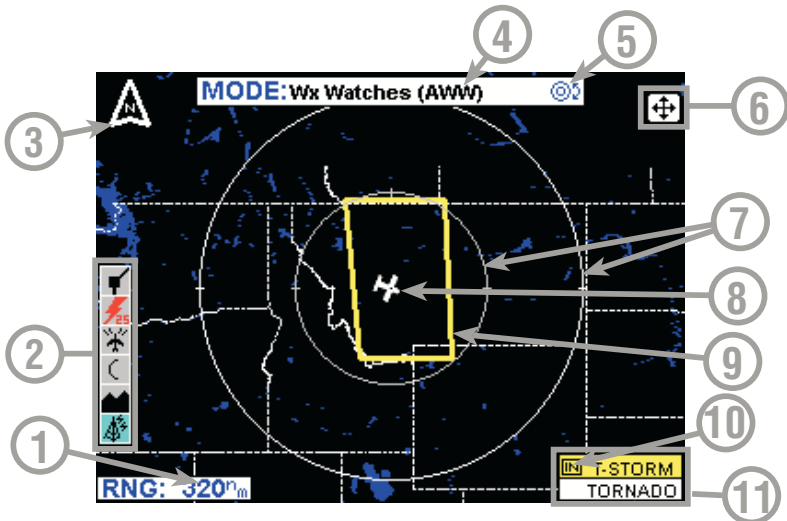 4
5
MODE: Wx Watches (AWW)
N
6
3
7
8
25
2
9
10
1
IN T-STORM
RNG: 320nm
TORNADO
11